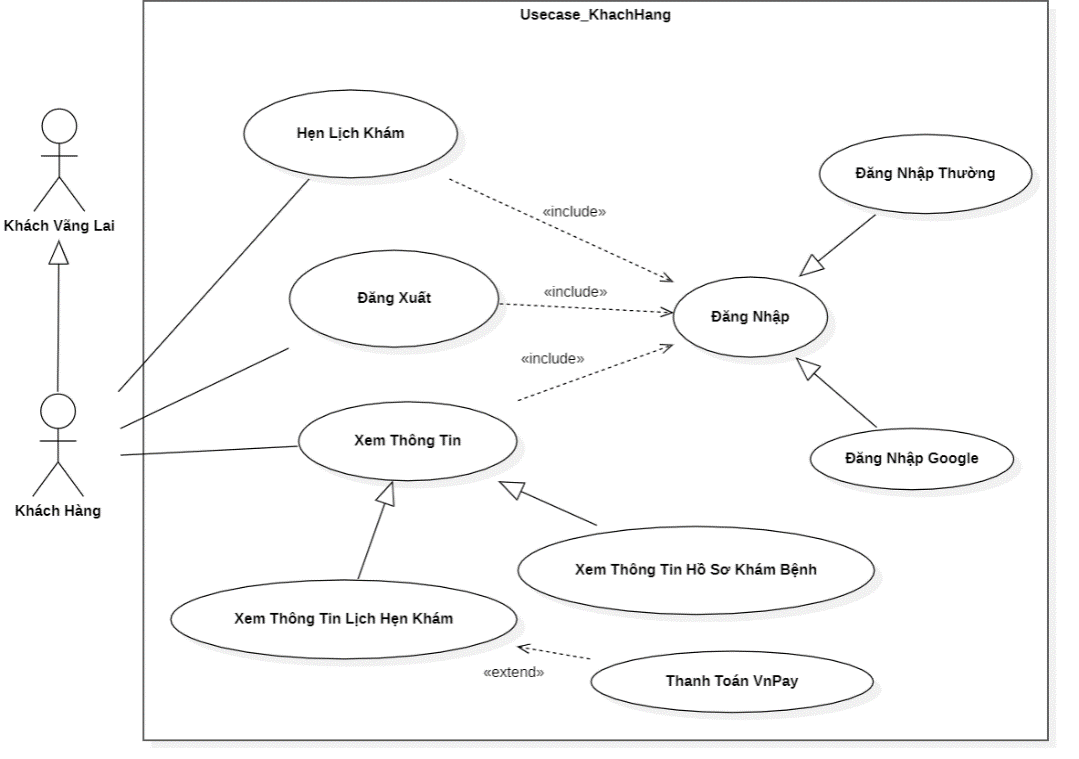 Usecase_KhachHang
Hẹn Lịch Khám
Đăng Nhập Thường
Khách Vãng Lai
«include»
Đăng Xuất
«include»
Đăng Nhập
«include»
Xem Thông Tin
Đăng Nhập Google
Khách Hàng
Xem Thông Tin Hồ Sơ Khám Bệnh
Xem Thông Tin Lịch Hẹn Khám
«extend»
Thanh Toán VnPay